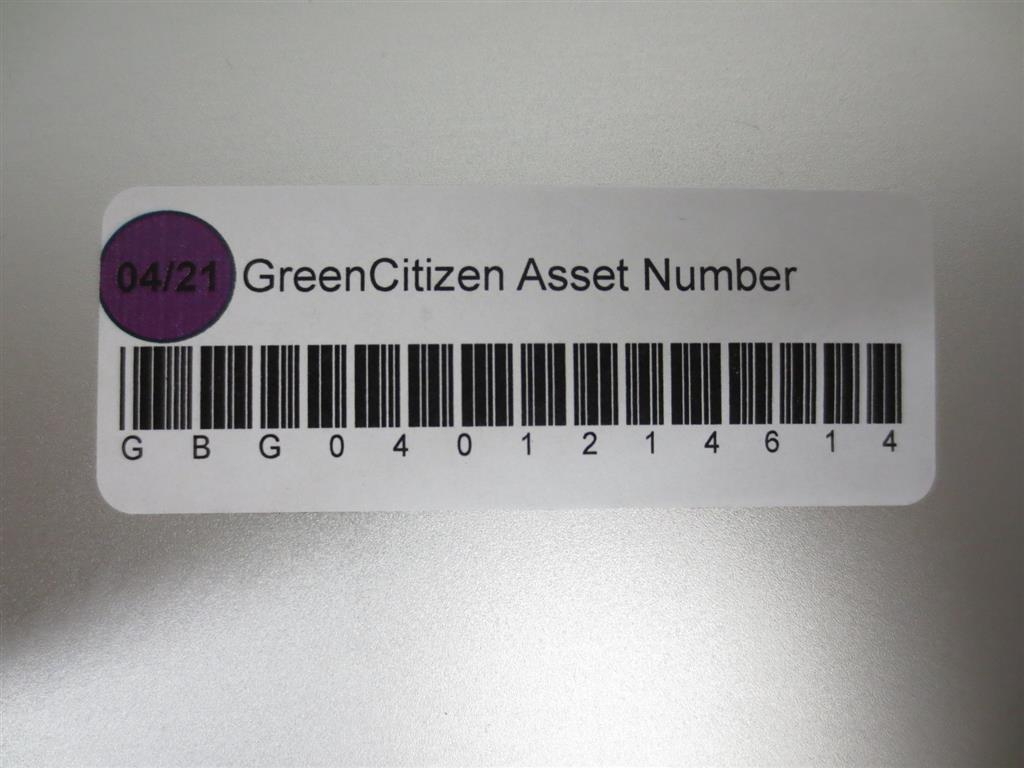 04/21 GreenCitizen Asset Number
G B G 0 4 0 1 2 1 4 6 1 4